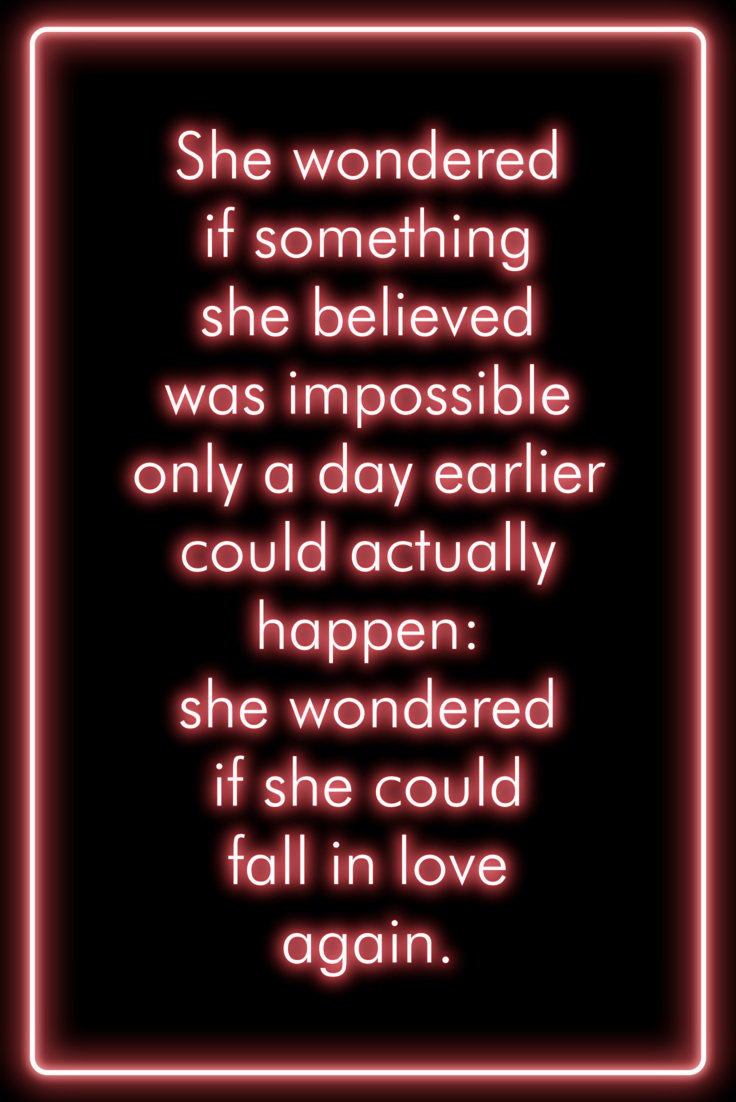 She wondered
if something
she believed
was impossible
only a day earlier
could actually
happen:
she wondered
if she could
fall in love
again.